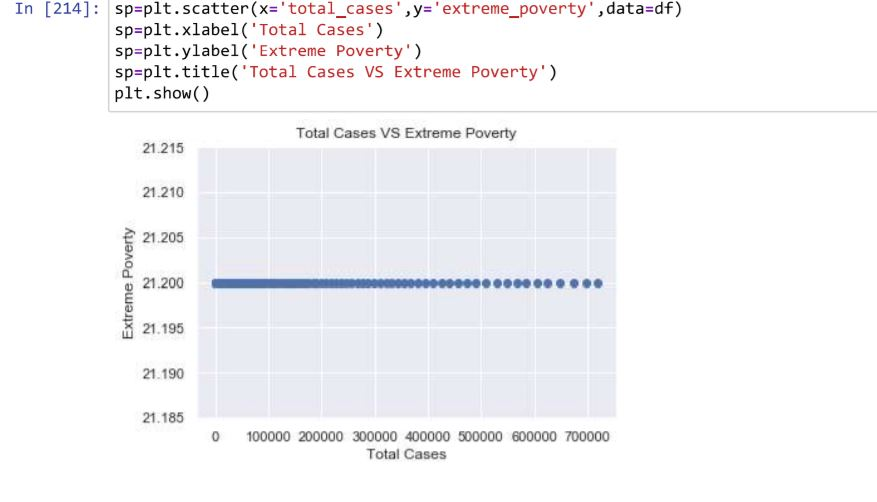 In [214]: sp=plt.scatter(x='total_cases',y='extreme_poverty',data=df)
sp=plt.xlabel('Total Cases')
sp=plt.ylabel('Extreme Poverty')
sp=plt.title('Total Cases VS Extreme Poverty')
plt.show()
Total Cases VS Extreme Poverty
21.215
21.210
21.205
21.200
21.195
21.190
21.185
Extreme Poverty
0 100000 200000 300000 400000 500000 600000 700000
Total Cases